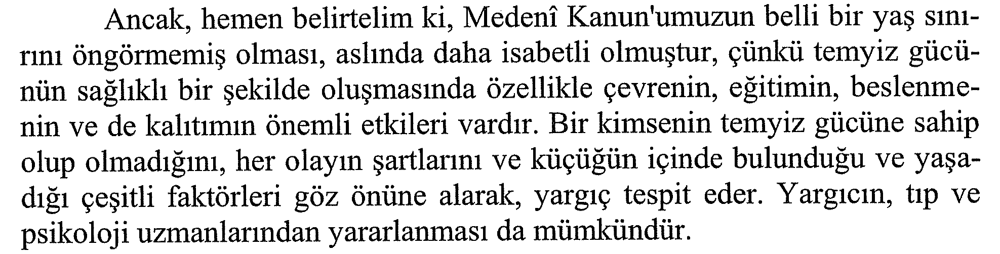 Ancak, hemen belirtelim ki, Medenî Kanun'umuzun belli bir yaş sını-
rını öngörmemiş olması, aslında daha isabetli olmuştur, çünkü temyiz gücü-
nün sağlıklı bir şekilde oluşmasında özellikle çevrenin, eğitimin, beslenme-
nin ve de kalıtımın önemli etkileri vardır. Bir kimsenin temyiz gücüne sahip
olup olmadığını, her olayın şartlarını ve küçüğün içinde bulunduğu ve yaşa-
dığı çeşitli faktörleri göz önüne alarak, yargıç tespit eder. Yargıcın, tıp ve
psikoloji uzmanlarından yararlanması da mümkündür.